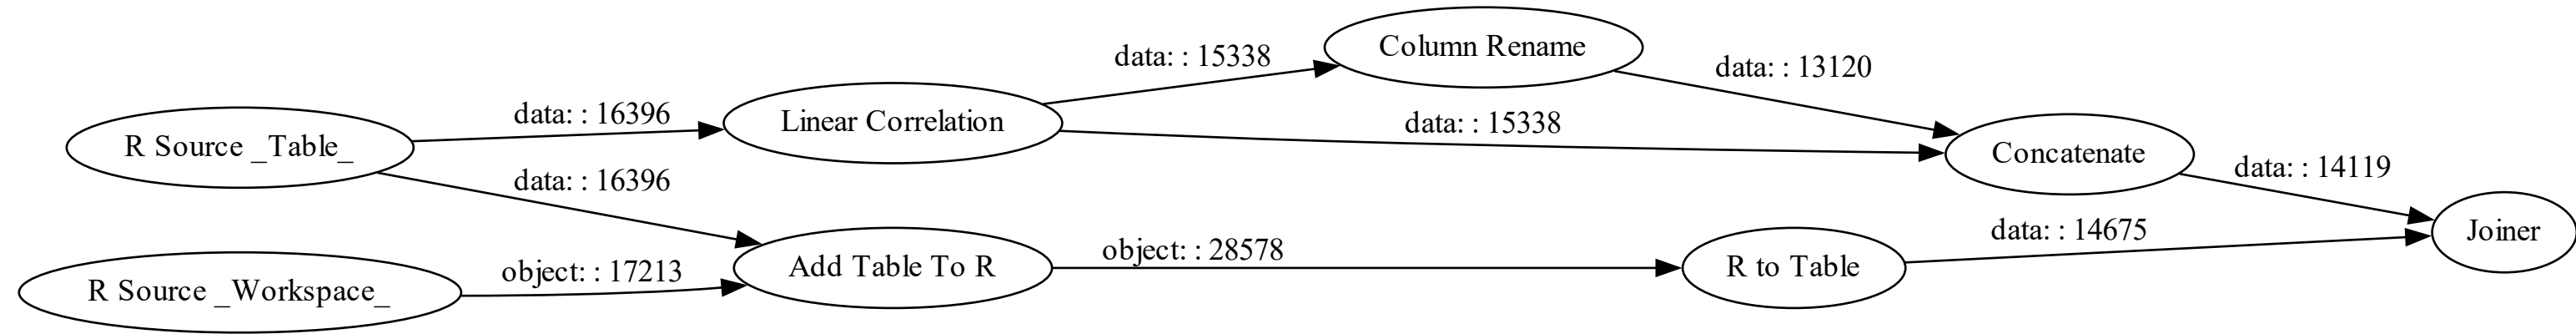 R Source _Table_
R Source _Workspace_
data: : 16396
data: : 16396
object: : 17213
Linear Correlation
Add Table To R
data: : 15338
data: : 15338
object: : 28578
Column Rename
R to Table
data: : 13120
data: : 14675
Concatenate
data: : 14119
Joiner